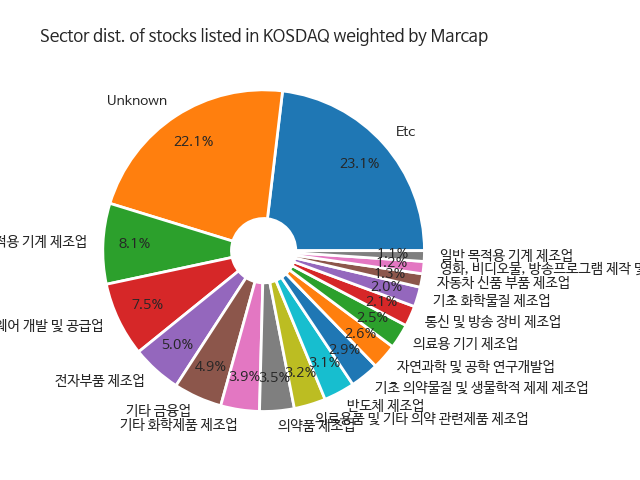 Sector dist. of stocks listed in KOSDAQ weighted by Marcap
Unknown
Etc
22.1%
23.1%
적용 기계 제조업
8.1%
1.1%
일반 목적용 기계 제조업
1.2%
영화, 비디오물, 방송프로그램 제작 및
1.3%
자동차 신품 부품 제조업
2.0%
기초 화학물질 제조업
7.5%
2.1%
통신 및 방송 장비 제조업
웨어 개발 및 공급업
2.5%
의료용 기기 제조업
5.0%
2.6%
자연과학 및 공학 연구개발업
전자부품 제조업
4.9%
2.9%
기초 의약물질 및 생물학적 제제 제조업
3.9%
3.5%
3.2%
3.1%
반도체 제조업
기타 금융업
의료용품 및 기타 의약 관련제품 제조업
기타 화학제품 제조업
의약품 제조업